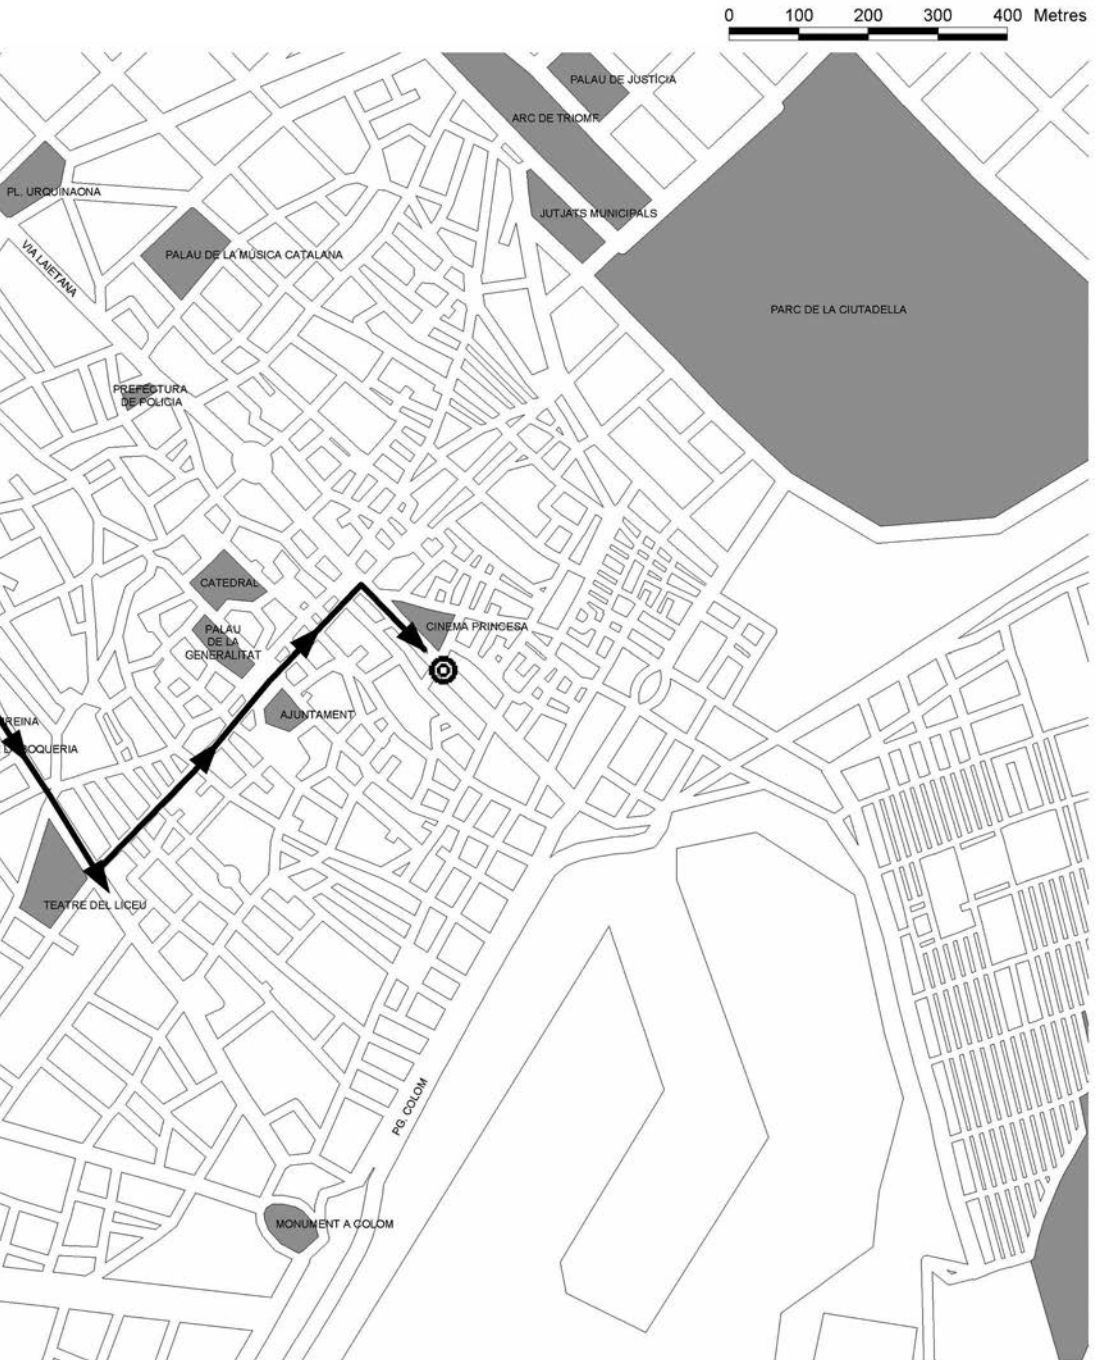 0 100 200 300 400 Metres
PALAU DE JUSTÍCIA
ARC DE TRIOMF
PL. URQUINAONA
JUTJATS MUNICIPALS
PALAU DE LA MÚSICA CATALANA
VIA LAIETANA
PARC DE LA CIUTADELLA
PREFECTURA
DE POLICIA
CATEDRAL
CINEMA PRINCESA
PALAU
DE LA
GENERALITAT
AJUNTAMENT
REINA
BOQUERIA
TEATRE DEL LICEU
PG. COLOM
MONUMENT A COLOM